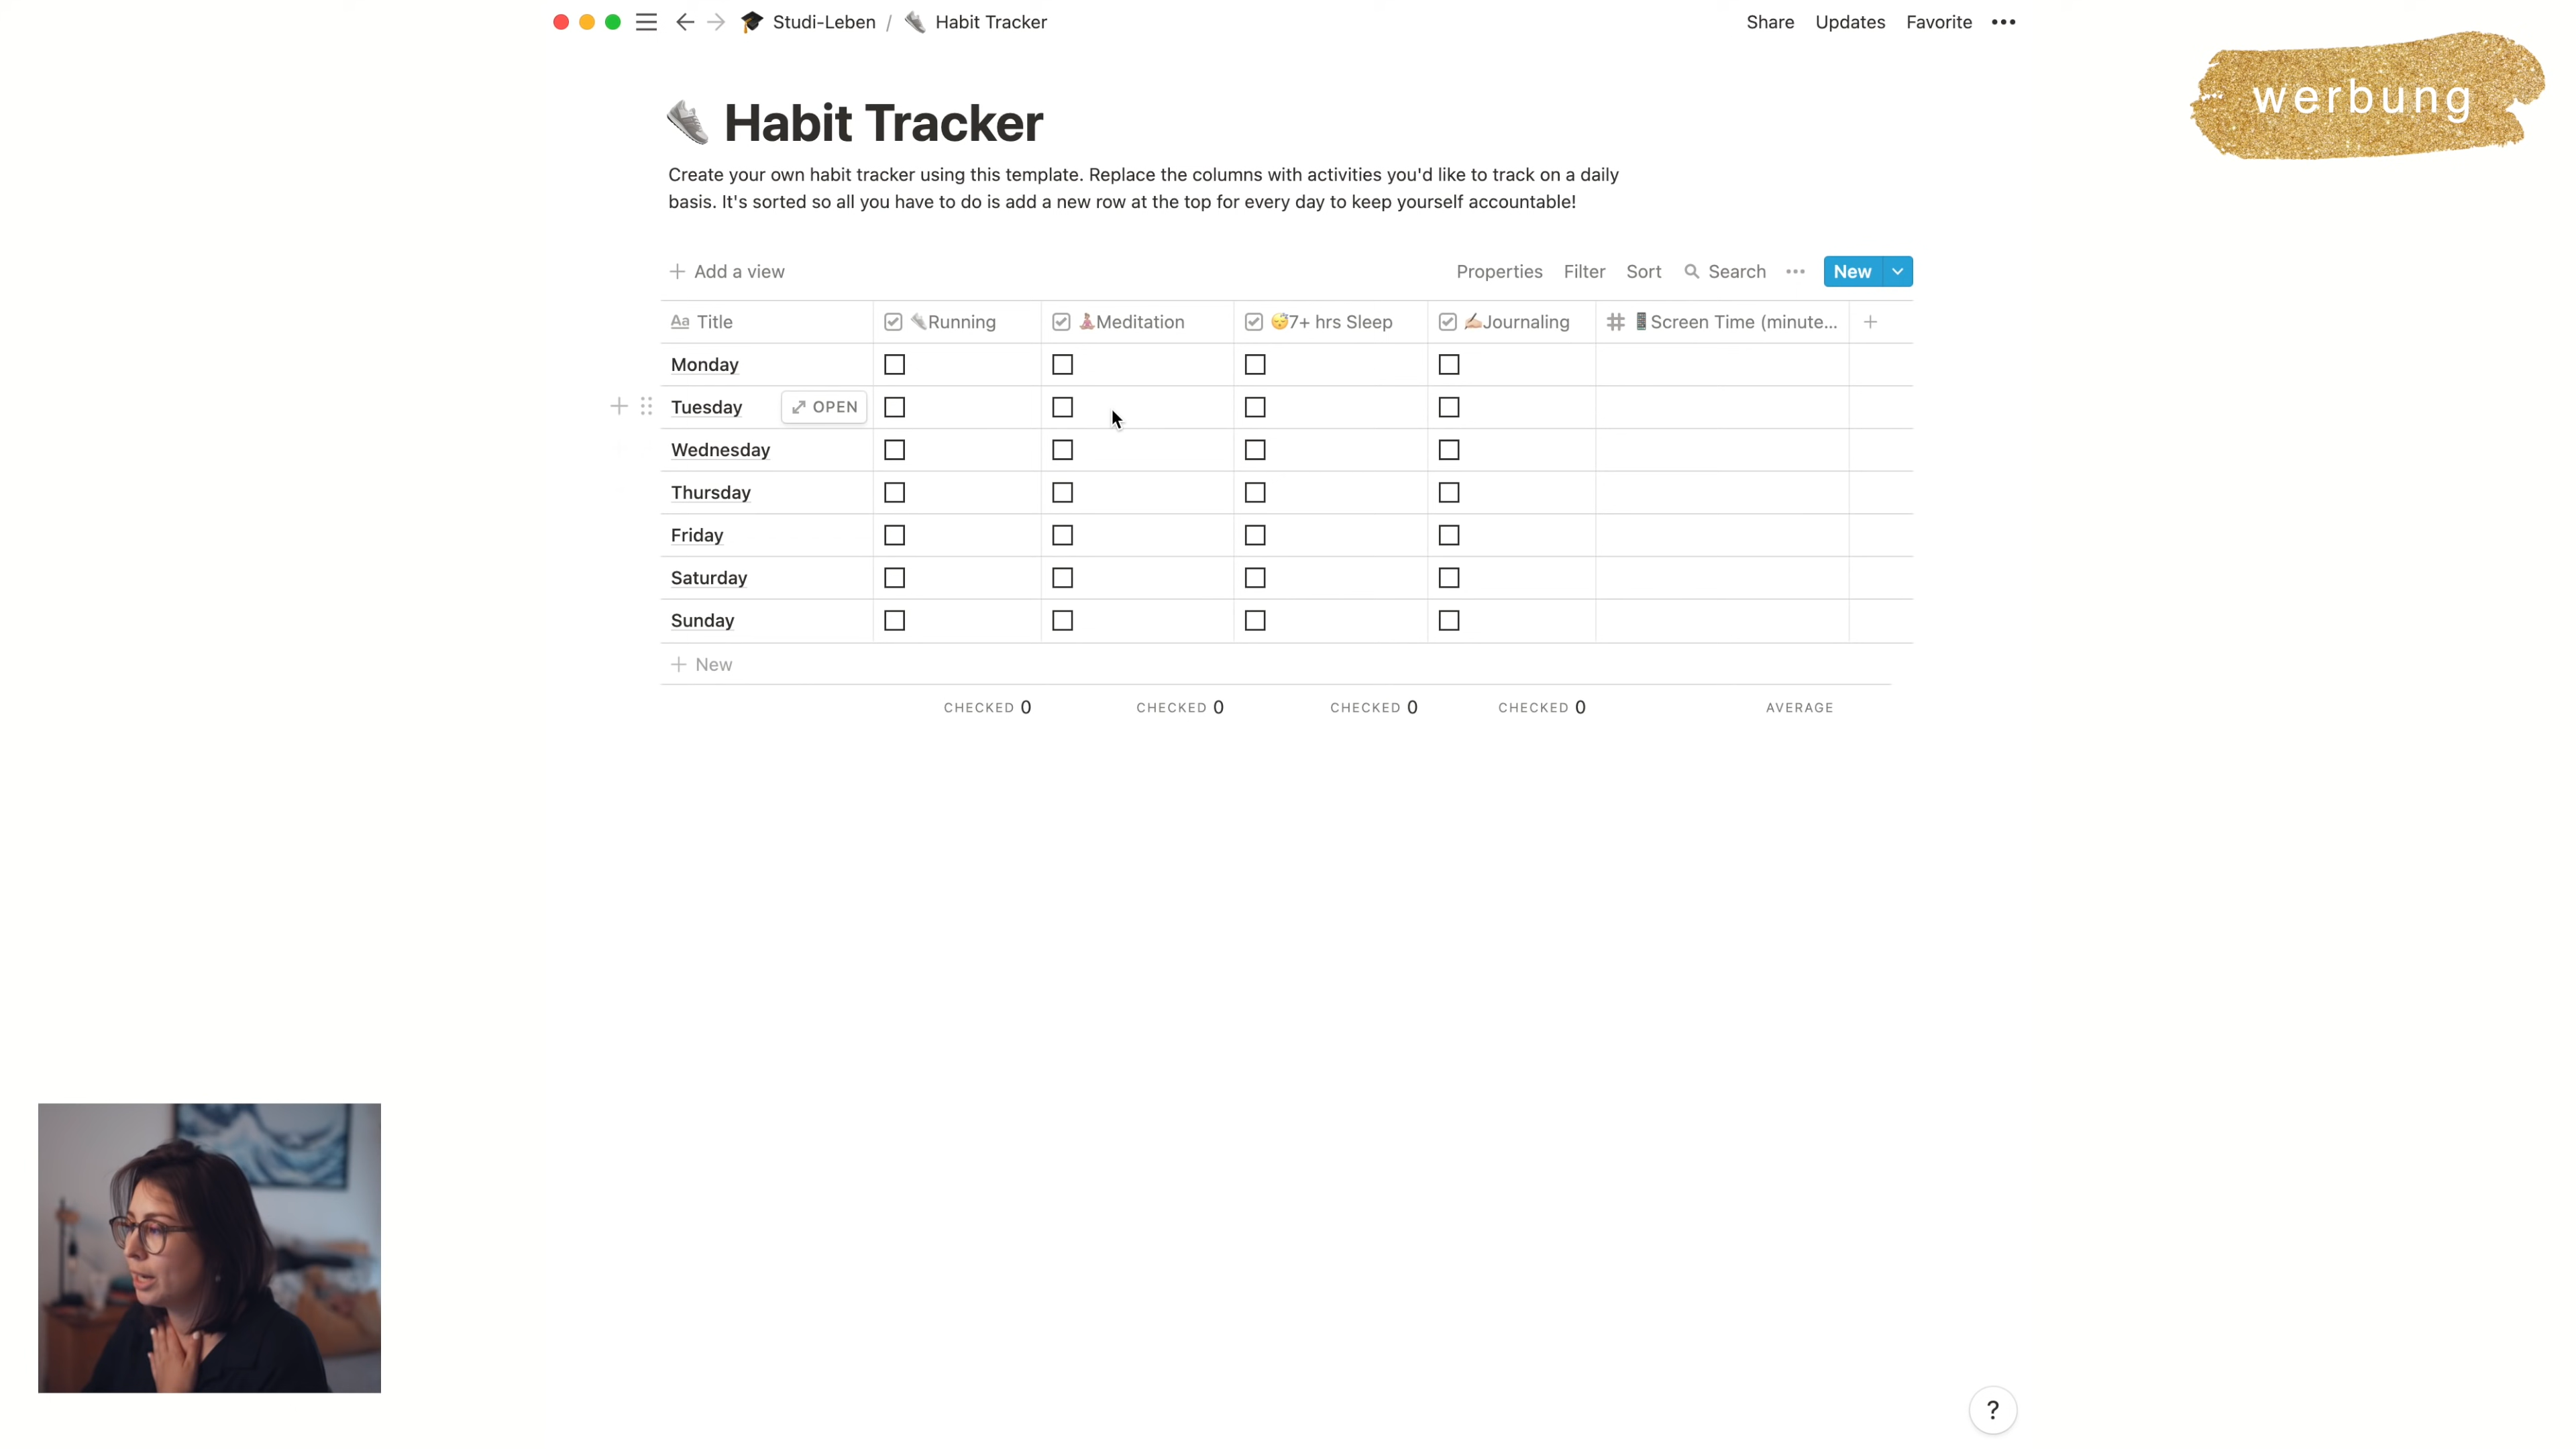 Studi-Leben / Habit Tracker
Share Updates Favorite
werbung
Habit Tracker
Create your own habit tracker using this template. Replace the columns with activities you'd like to track on a daily
basis. It's sorted so all you have to do is add a new row at the top for every day to keep yourself accountable!
Add a view
Properties Filter Sort Search New
Aa Title Running Meditation 7+ hrs Sleep Journaling # Screen Time (minute...
Monday
Tuesday OPEN
Wednesday
Thursday
Friday
Saturday
Sunday
New
CHECKED 0 CHECKED 0 CHECKED 0 CHECKED 0 AVERAGE
?